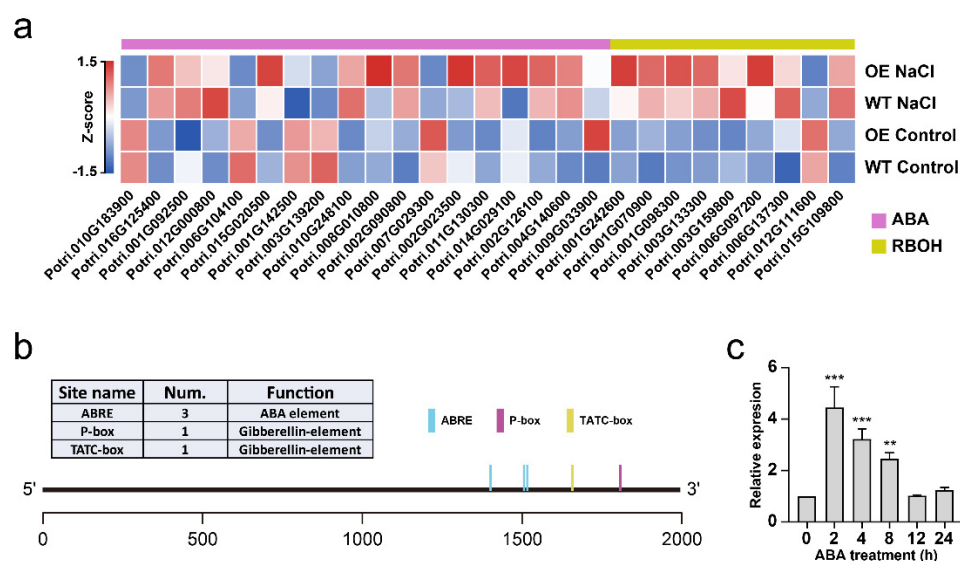 a
1.5
Z-score
-1.5
OE NaCl
WT NaCl
OE Control
WT Control
Potri.010G183900
Potri.016G125400
Potri.001G092500
Potri.012G000800
Potri.006G104100
Potri.015G020500
Potri.001G142500
Potri.003G139200
Potri.010G248100
Potri.008G010800
Potri.002G090800
Potri.007G029300
Potri.002G023500
Potri.011G130300
Potri.014G029100
Potri.002G126100
Potri.004G140600
Potri.009G033900
Potri.001G242600
Potri.001G070900
Potri.001G098300
Potri.003G133300
Potri.003G159800
Potri.006G097200
Potri.006G137300
Potri.012G111600
Potri.015G109800
ABA
RBOH
b
Site name Num. Function
ABRE 3 ABA element
P-box 1 Gibberellin-element
TATC-box 1 Gibberellin-element
ABRE P-box TATC-box
5' 3'
0 500 1000 1500 2000
c
Relative expression
6
4
2
0
*** *** **
0 2 4 8 12 24
ABA treatment (h)